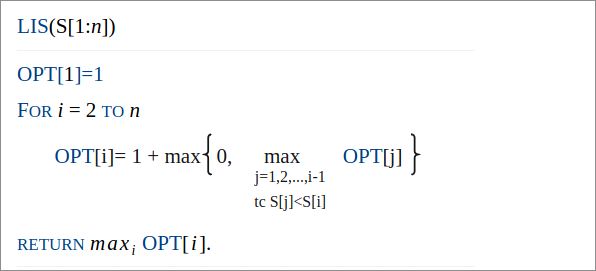 LIS(S[1:n])
OPT[1]=1
FOR i = 2 TO n
OPT[i]= 1 + max{0, max OPT[j]}
j=1,2,...,i-1
tc S[j]<S[i]
RETURN max i OPT[i].